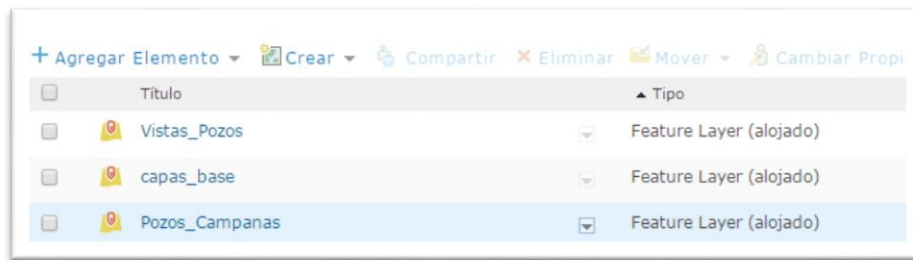 + Agregar Elemento Crear Compartir Eliminar Mover Cambiar Propi
Título Tipo
Vistas_Pozos Feature Layer (alojado)
capas_base Feature Layer (alojado)
Pozos_Campanas Feature Layer (alojado)